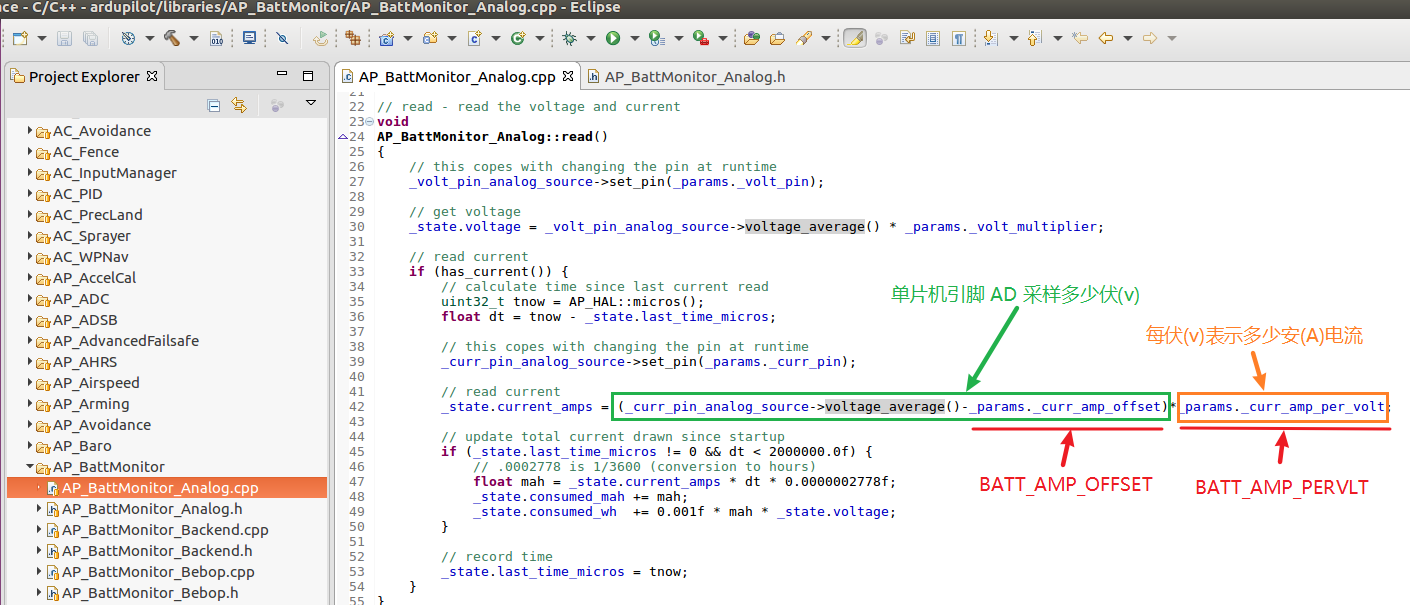 ce - C/C++ - ardupilot/libraries/AP_BattMonitor/AP_BattMonitor_Analog.cpp - Eclipse
Project Explorer
AC_Avoidance
AC_Fence
AC_InputManager
AC_PID
AC_PrecLand
AC_Sprayer
AC_WPNav
AP_AccelCal
AP_ADC
AP_ADSB
AP_AdvancedFailsafe
AP_AHRS
AP_Airspeed
AP_Arming
AP_Avoidance
AP_Baro
AP_BattMonitor
AP_BattMonitor_Analog.cpp
AP_BattMonitor_Analog.h
AP_BattMonitor_Backend.cpp
AP_BattMonitor_Backend.h
AP_BattMonitor_Bebop.cpp
AP_BattMonitor_Bebop.h
AP_BattMonitor_Analog.cpp AP_BattMonitor_Analog.h
21
22 // read - read the voltage and current
23 void
24 AP_BattMonitor_Analog::read()
25 {
26 // this copes with changing the pin at runtime
27 _volt_pin_analog_source->set_pin(_params._volt_pin);
28
29 // get voltage
30 _state.voltage = _volt_pin_analog_source->voltage_average() * _params._volt_multiplier;
31
32 // read current
33 if (has_current()) {
34 // calculate time since last current read
35 uint32_t tnow = AP_HAL::micros();
36 float dt = tnow - _state.last_time_micros;
37
38 // this copes with changing the pin at runtime
39 _curr_pin_analog_source->set_pin(_params._curr_pin);
40
41 // read current
42 _state.current_amps = (_curr_pin_analog_source->voltage_average()-_params._curr_amp_offset)*_params._curr_amp_per_volt;
43
44 // update total current drawn since startup
45 if (_state.last_time_micros != 0 && dt < 2000000.0f) {
46 // .0002778 is 1/3600 (conversion to hours)
47 float mah = _state.current_amps * dt * 0.0000002778f;
48 _state.consumed_mah += mah;
49 _state.consumed_wh += 0.001f * mah * _state.voltage;
50 }
51
52 // record time
53 _state.last_time_micros = tnow;
54 }
55 }
单片机引脚 AD 采样多少伏(v)
每伏(v)表示多少安(A)电流
BATT_AMP_OFFSET
BATT_AMP_PERVLT